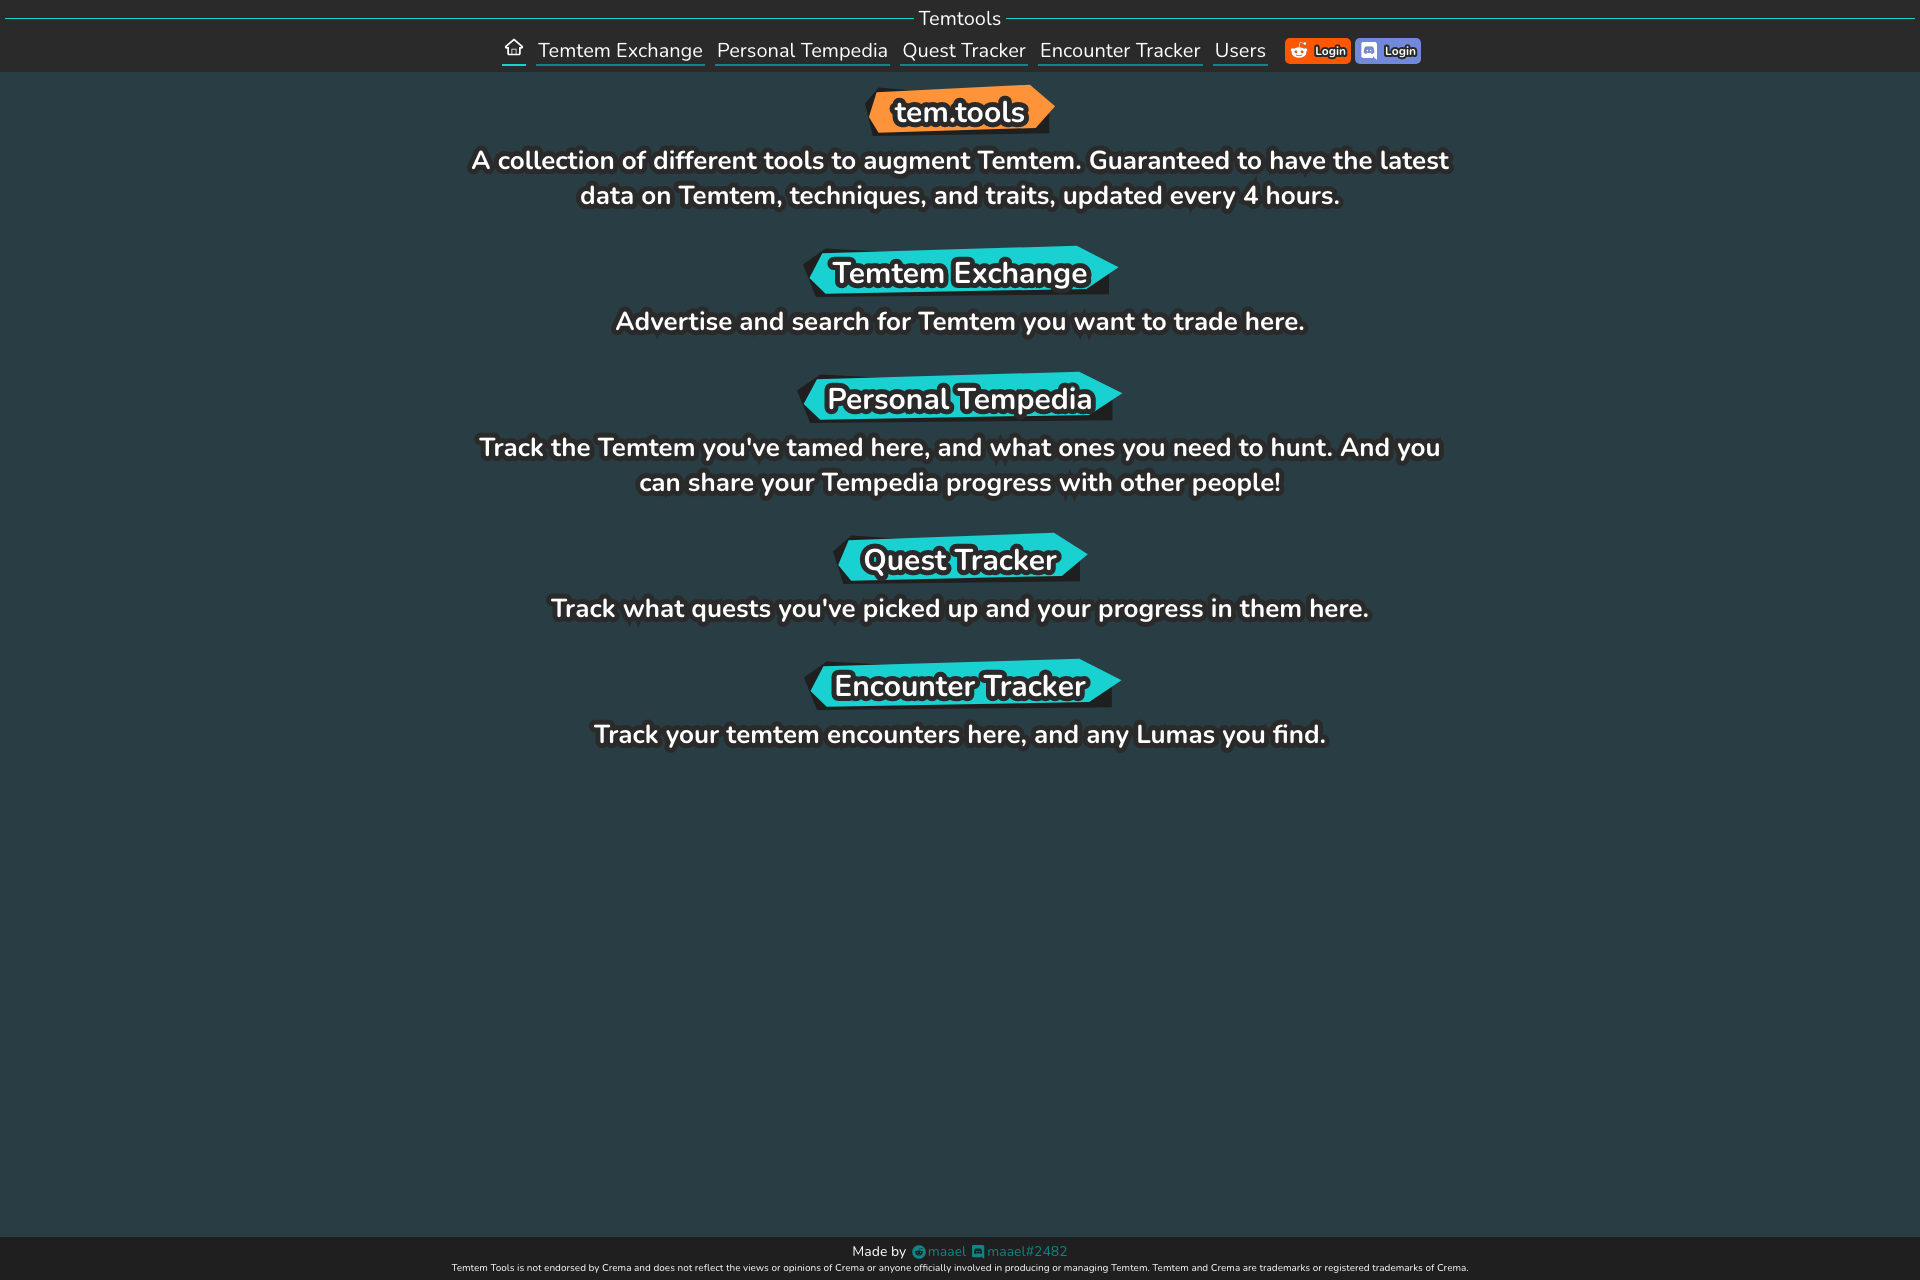 Temtools
Temtem Exchange Personal Tempedia Quest Tracker Encounter Tracker Users Login Login
tem.tools
A collection of different tools to augment Temtem. Guaranteed to have the latest
data on Temtem, techniques, and traits, updated every 4 hours.
Temtem Exchange
Advertise and search for Temtem you want to trade here.
Personal Tempedia
Track the Temtem you've tamed here, and what ones you need to hunt. And you
can share your Tempedia progress with other people!
Quest Tracker
Track what quests you've picked up and your progress in them here.
Encounter Tracker
Track your temtem encounters here, and any Lumas you find.
Made by maael maael#2482
Temtem Tools is not endorsed by Crema and does not reflect the views or opinions of Crema or anyone officially involved in producing or managing Temtem. Temtem and Crema are trademarks or registered trademarks of Crema.